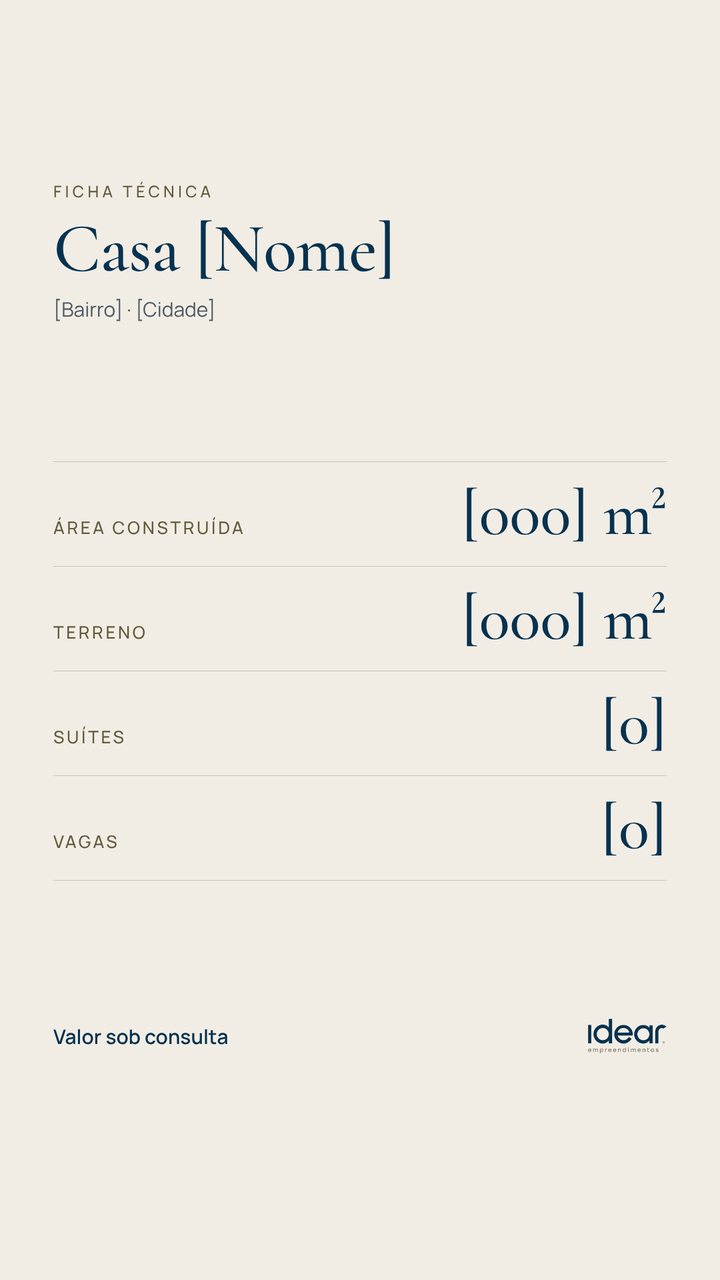 FICHA TÉCNICA
Casa [Nome]
[Bairro] · [Cidade]
ÁREA CONSTRUÍDA [000] m²
TERRENO [000] m²
SUÍTES [0]
VAGAS [0]
Valor sob consulta
idear
empreendimentos